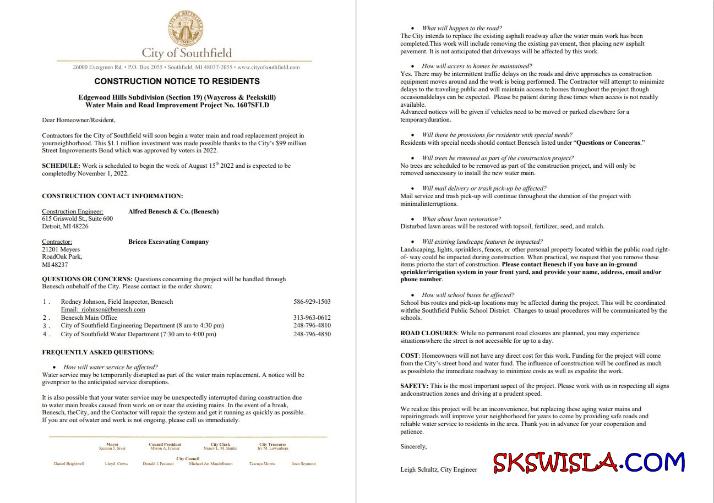 City of Southfield
26000 Evergreen Rd. • P.O. Box 2055 • Southfield, MI 48037-2055 • www.cityofsouthfield.com
CONSTRUCTION NOTICE TO RESIDENTS
Edgewood Hills Subdivision (Section 19) (Waycross & Peekskill)
Water Main and Road Improvement Project No. 1607SFLD
Dear Homeowner/Resident,
Contractors for the City of Southfield will soon begin a water main and road replacement project in
yourneighborhood. This $1.1 million investment was made possible thanks to the City's $99 million
Street Improvements Bond which was approved by voters in 2022.
SCHEDULE: Work is scheduled to begin the week of August 15th 2022 and is expected to be
completedby November 1, 2022.
CONSTRUCTION CONTACT INFORMATION:
Construction Engineer: Alfred Benesch & Co. (Benesch)
615 Griswold St., Suite 600
Detroit, MI 48226
Contractor: Bricco Excavating Company
21201 Meyers
RoadOak Park,
MI 48237
QUESTIONS OR CONCERNS: Questions concerning the project will be handled through
Benesch onbehalf of the City. Please contact in the order shown:
1 . Rodney Johnson, Field Inspector, Benesch 586-929-1503
Email: rjohnson@benesch.com
2 . Benesch Main Office 313-963-0612
3 . City of Southfield Engineering Department (8 am to 4:30 pm) 248-796-4810
4 . City of Southfield Water Department (7:30 am to 4:00 pm) 248-796-4850
FREQUENTLY ASKED QUESTIONS:
• How will water service be affected?
Water service may be temporarily disrupted as part of the water main replacement. A notice will be
givenprior to the anticipated service disruptions.
It is also possible that your water service may be unexpectedly interrupted during construction due
to water main breaks caused from work on or near the existing mains. In the event of a break,
Benesch, theCity, and the Contactor will repair the system and get it running as quickly as possible.
If you are outof water and work is not ongoing, please call us immediately.
Mayor Council President City Clerk City Treasurer
City Council
• What will happen to the road?
The City intends to replace the existing asphalt roadway after the water main work has been
completed.This work will include removing the existing pavement, then placing new asphalt
pavement. It is not anticipated that driveways will be affected by this work.
• How will access to homes be maintained?
Yes. There may be intermittent traffic delays on the roads and drive approaches as construction
equipment moves around and the work is being performed. The Contractor will attempt to minimize
delays to the traveling public and will maintain access to homes throughout the project though
occasionaldelays can be expected. Please be patient during these times when access is not readily
available.
Advanced notices will be given if vehicles need to be moved or parked elsewhere for a
temporaryduration.
• Will there be provisions for residents with special needs?
Residents with special needs should contact Benesch listed under "Questions or Concerns."
• Will trees be removed as part of the construction project?
No trees are scheduled to be removed as part of the construction project, and will only be
removed asnecessary to install the new water main.
• Will mail delivery or trash pick-up be affected?
Mail service and trash pick-up will continue throughout the duration of the project with
minimalinterruptions.
• What about lawn restoration?
Disturbed lawn areas will be restored with topsoil, fertilizer, seed, and mulch.
• Will existing landscape features be impacted?
Landscaping, lights, sprinklers, fences, or other personal property located within the public road right-
of- way could be impacted during construction. When practical, we request that you remove these
items priorto the start of construction. Please contact Benesch if you have an in-ground
sprinkler/irrigation system in your front yard, and provide your name, address, email and/or
phone number.
• How will school buses be affected?
School bus routes and pick-up locations may be affected during the project. This will be coordinated
withthe Southfield Public School District. Changes to usual procedures will be communicated by the
schools.
ROAD CLOSURES: While no permanent road closures are planned, you may experience
situationswhere the street is not accessible for up to a day.
COST: Homeowners will not have any direct cost for this work. Funding for the project will come
from the City's street bond and water fund. The influence of construction will be confined as much
as possibleto the immediate roadway to minimize costs as well as expedite the work.
SAFETY: This is the most important aspect of the project. Please work with us in respecting all signs
andconstruction zones and driving at a prudent speed.
We realize this project will be an inconvenience, but replacing these aging water mains and
repairingroads will improve your neighborhood for years to come by providing safe roads and
reliable water service to residents in the area. Thank you in advance for your cooperation and
patience.
Sincerely,
Leigh Schultz, City Engineer
SKSWISLA.COM